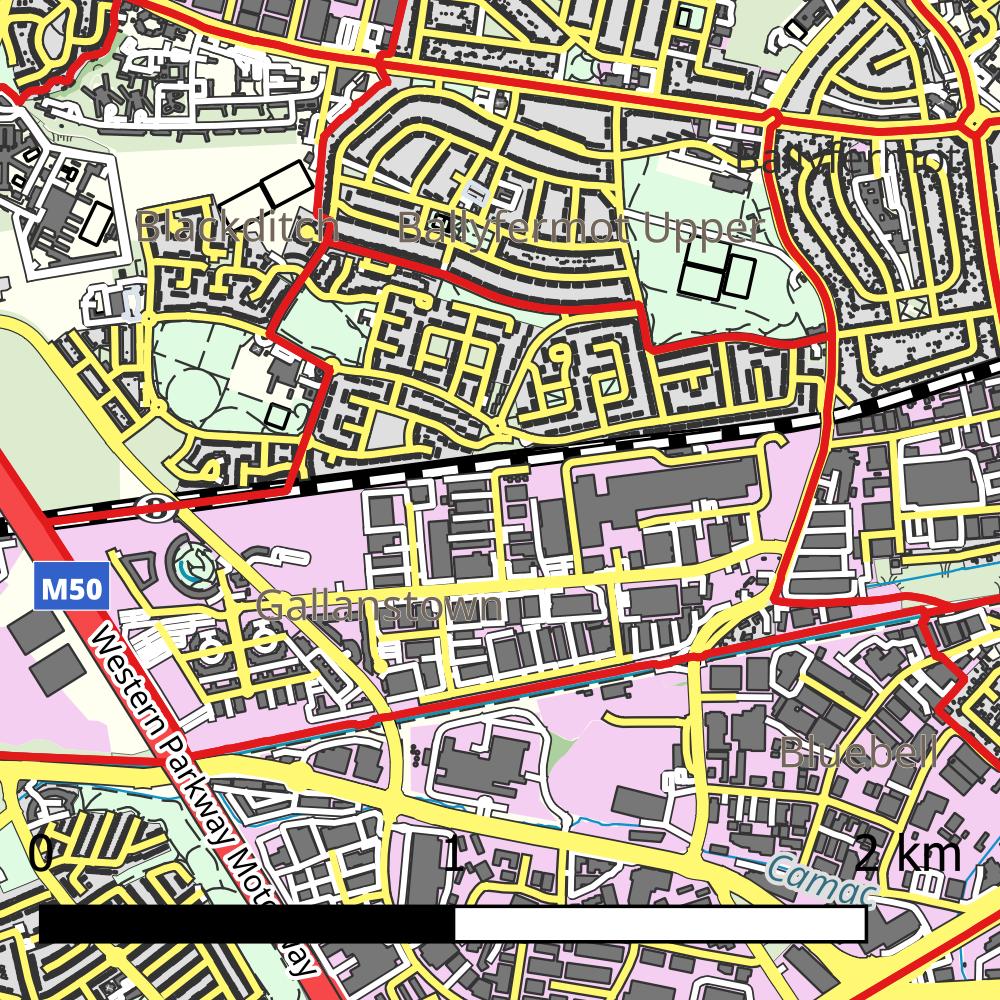 Ballyfermot
Blackditch
Ballyfermot Upper
M50
Gallanstown
Western Parkway Motorway
Bluebell
0
1
2 km
Camac